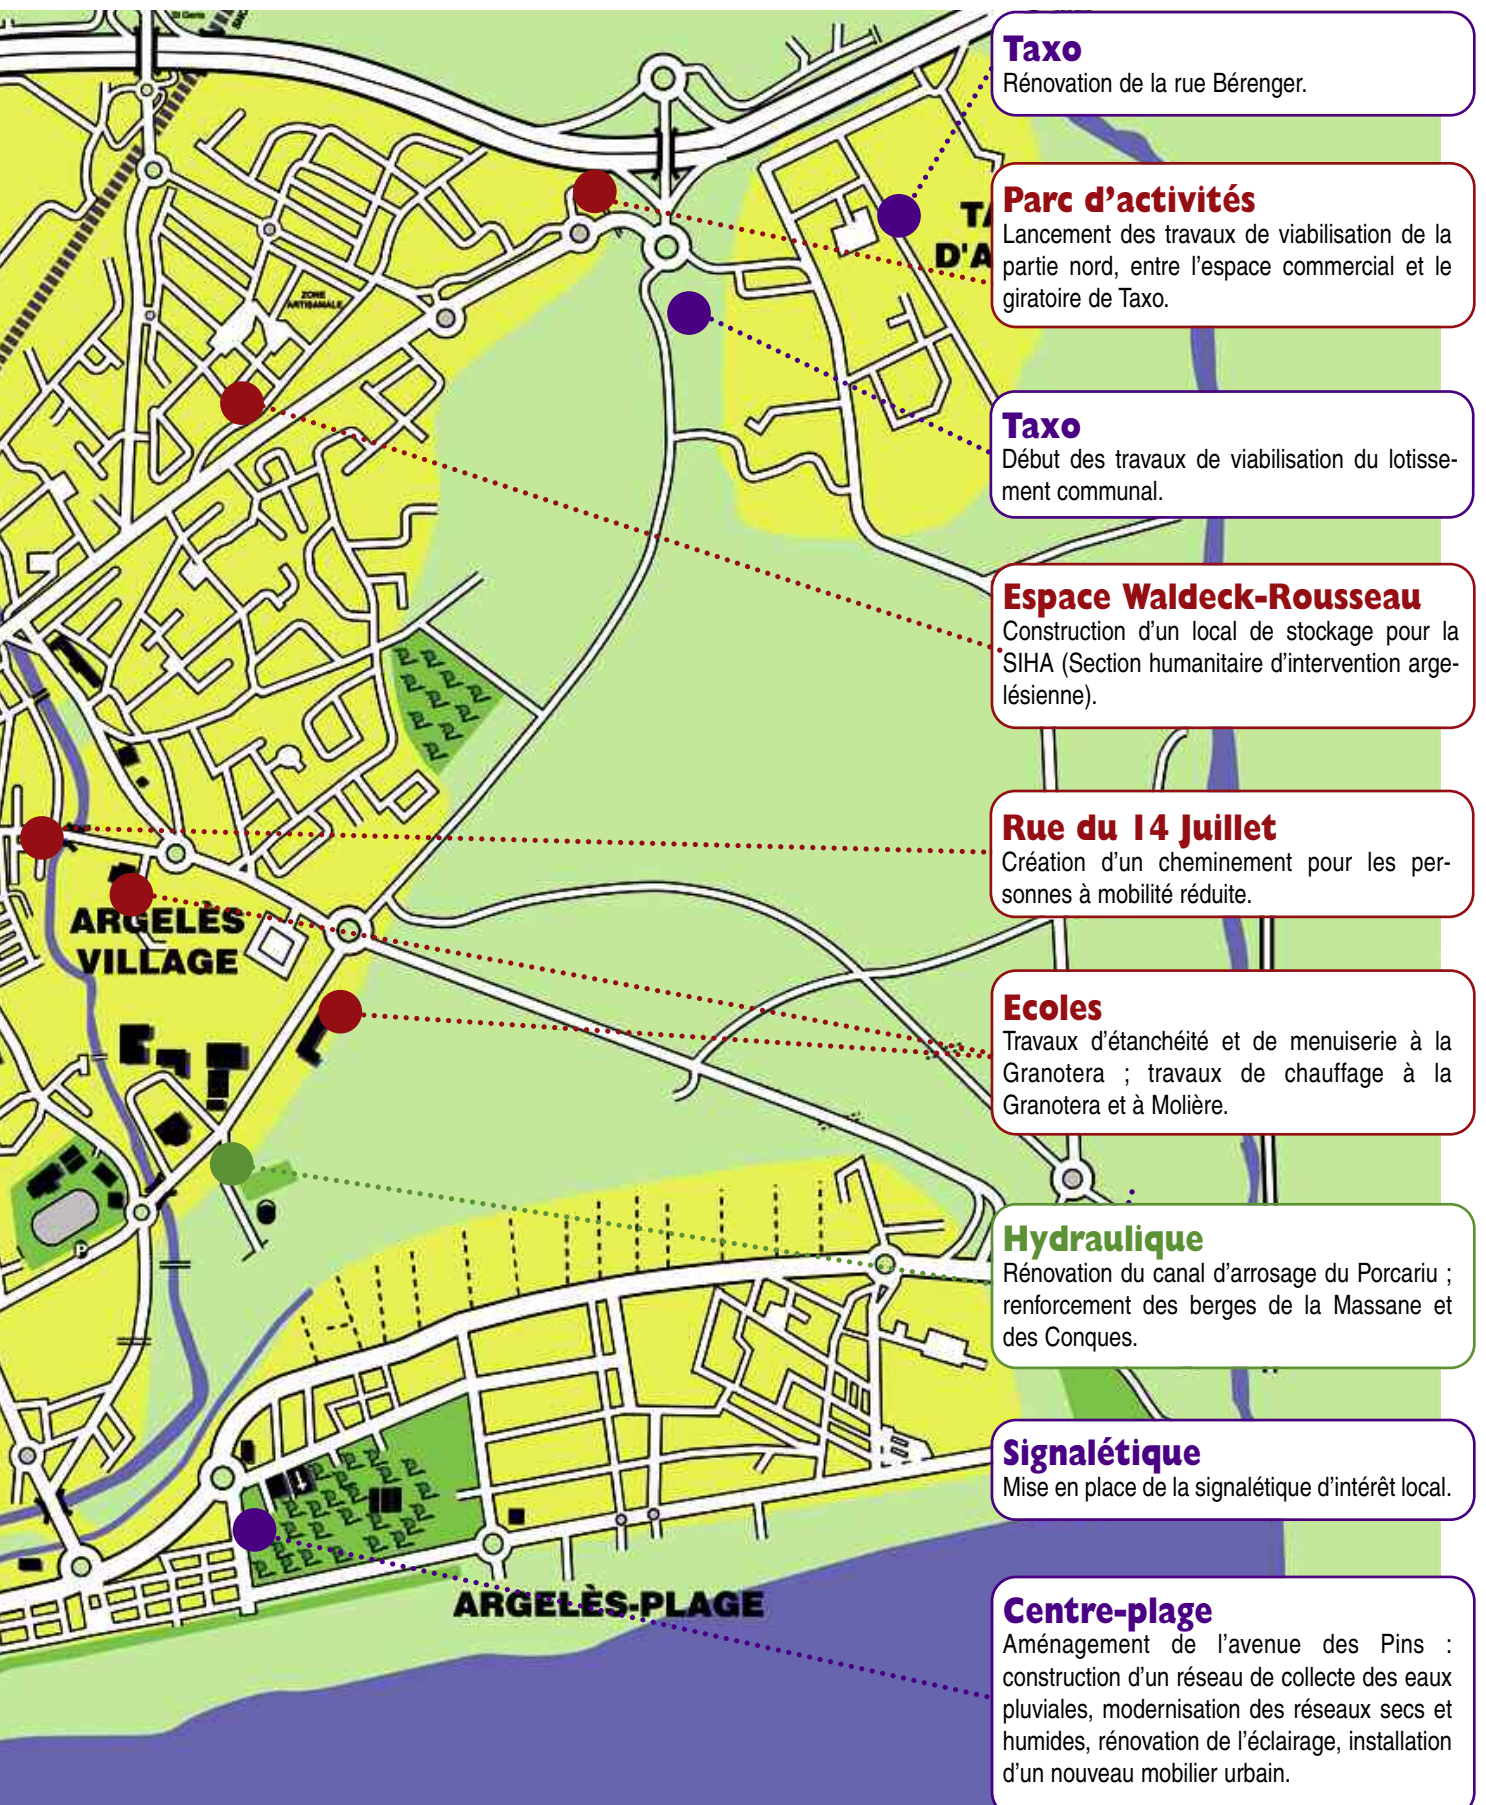 St Genis
Taxo
Rénovation de la rue Bérenger.
Parc d’activités
Lancement des travaux de viabilisation de la
partie nord, entre l’espace commercial et le
giratoire de Taxo.
TA
D'A
ZONE
ARTISANALE
Taxo
Début des travaux de viabilisation du lotisse-
ment communal.
Espace Waldeck-Rousseau
Construction d’un local de stockage pour la
SIHA (Section humanitaire d’intervention arge-
lésienne).
Rue du 14 Juillet
Création d’un cheminement pour les per-
sonnes à mobilité réduite.
ARGELÈS
VILLAGE
Ecoles
Travaux d’étanchéité et de menuiserie à la
Granotera ; travaux de chauffage à la
Granotera et à Molière.
P
Hydraulique
Rénovation du canal d’arrosage du Porcariu ;
renforcement des berges de la Massane et
des Conques.
Signalétique
Mise en place de la signalétique d’intérêt local.
ARGELÈS-PLAGE
Centre-plage
Aménagement de l’avenue des Pins :
construction d’un réseau de collecte des eaux
pluviales, modernisation des réseaux secs et
humides, rénovation de l’éclairage, installation
d’un nouveau mobilier urbain.